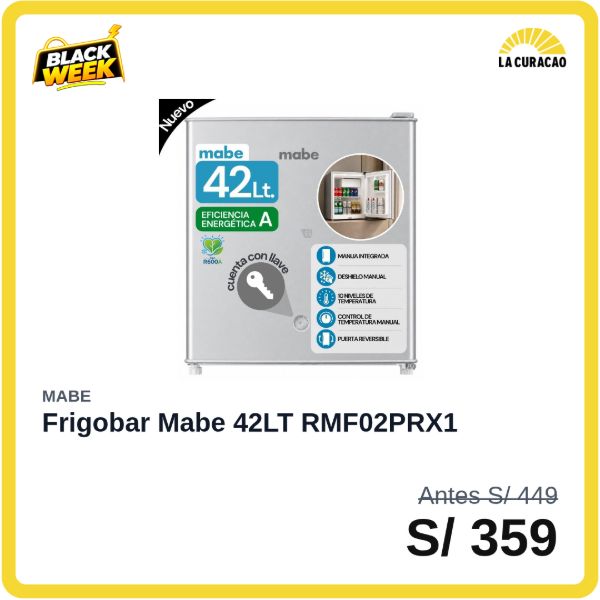 BLACK
WEEK
LA CURACAO
Nuevo
mabe
mabe
42Lt.
EFICIENCIA
ENERGÉTICA A
R600A
cuenta con llave
MANIJA INTEGRADA
DESHIELO MANUAL
10 NIVELES DE
TEMPERATURA
CONTROL DE
TEMPERATURA MANUAL
PUERTA REVERSIBLE
MABE
Frigobar Mabe 42LT RMF02PRX1
Antes S/ 449
S/ 359